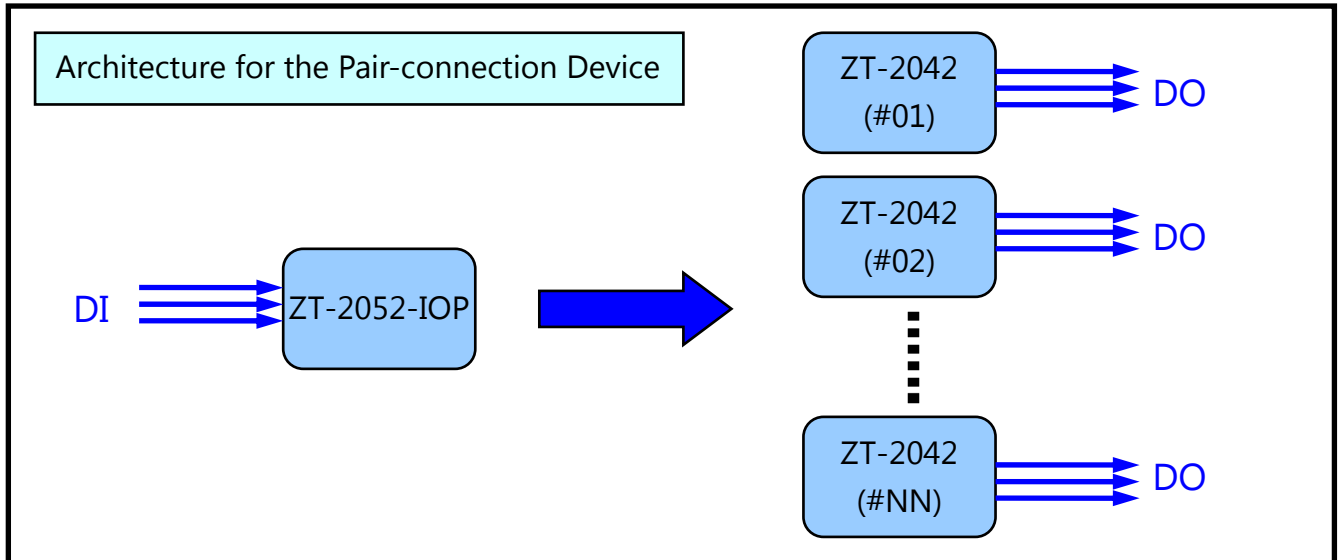 Architecture for the Pair-connection Device
ZT-2042
(#01)
DO
ZT-2042
(#02)
DO
DI
ZT-2052-IOP
ZT-2042
(#NN)
DO